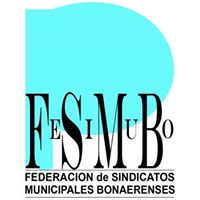 FESIMUBO
FEDERACION de SINDICATOS
MUNICIPALES BONAERENSES